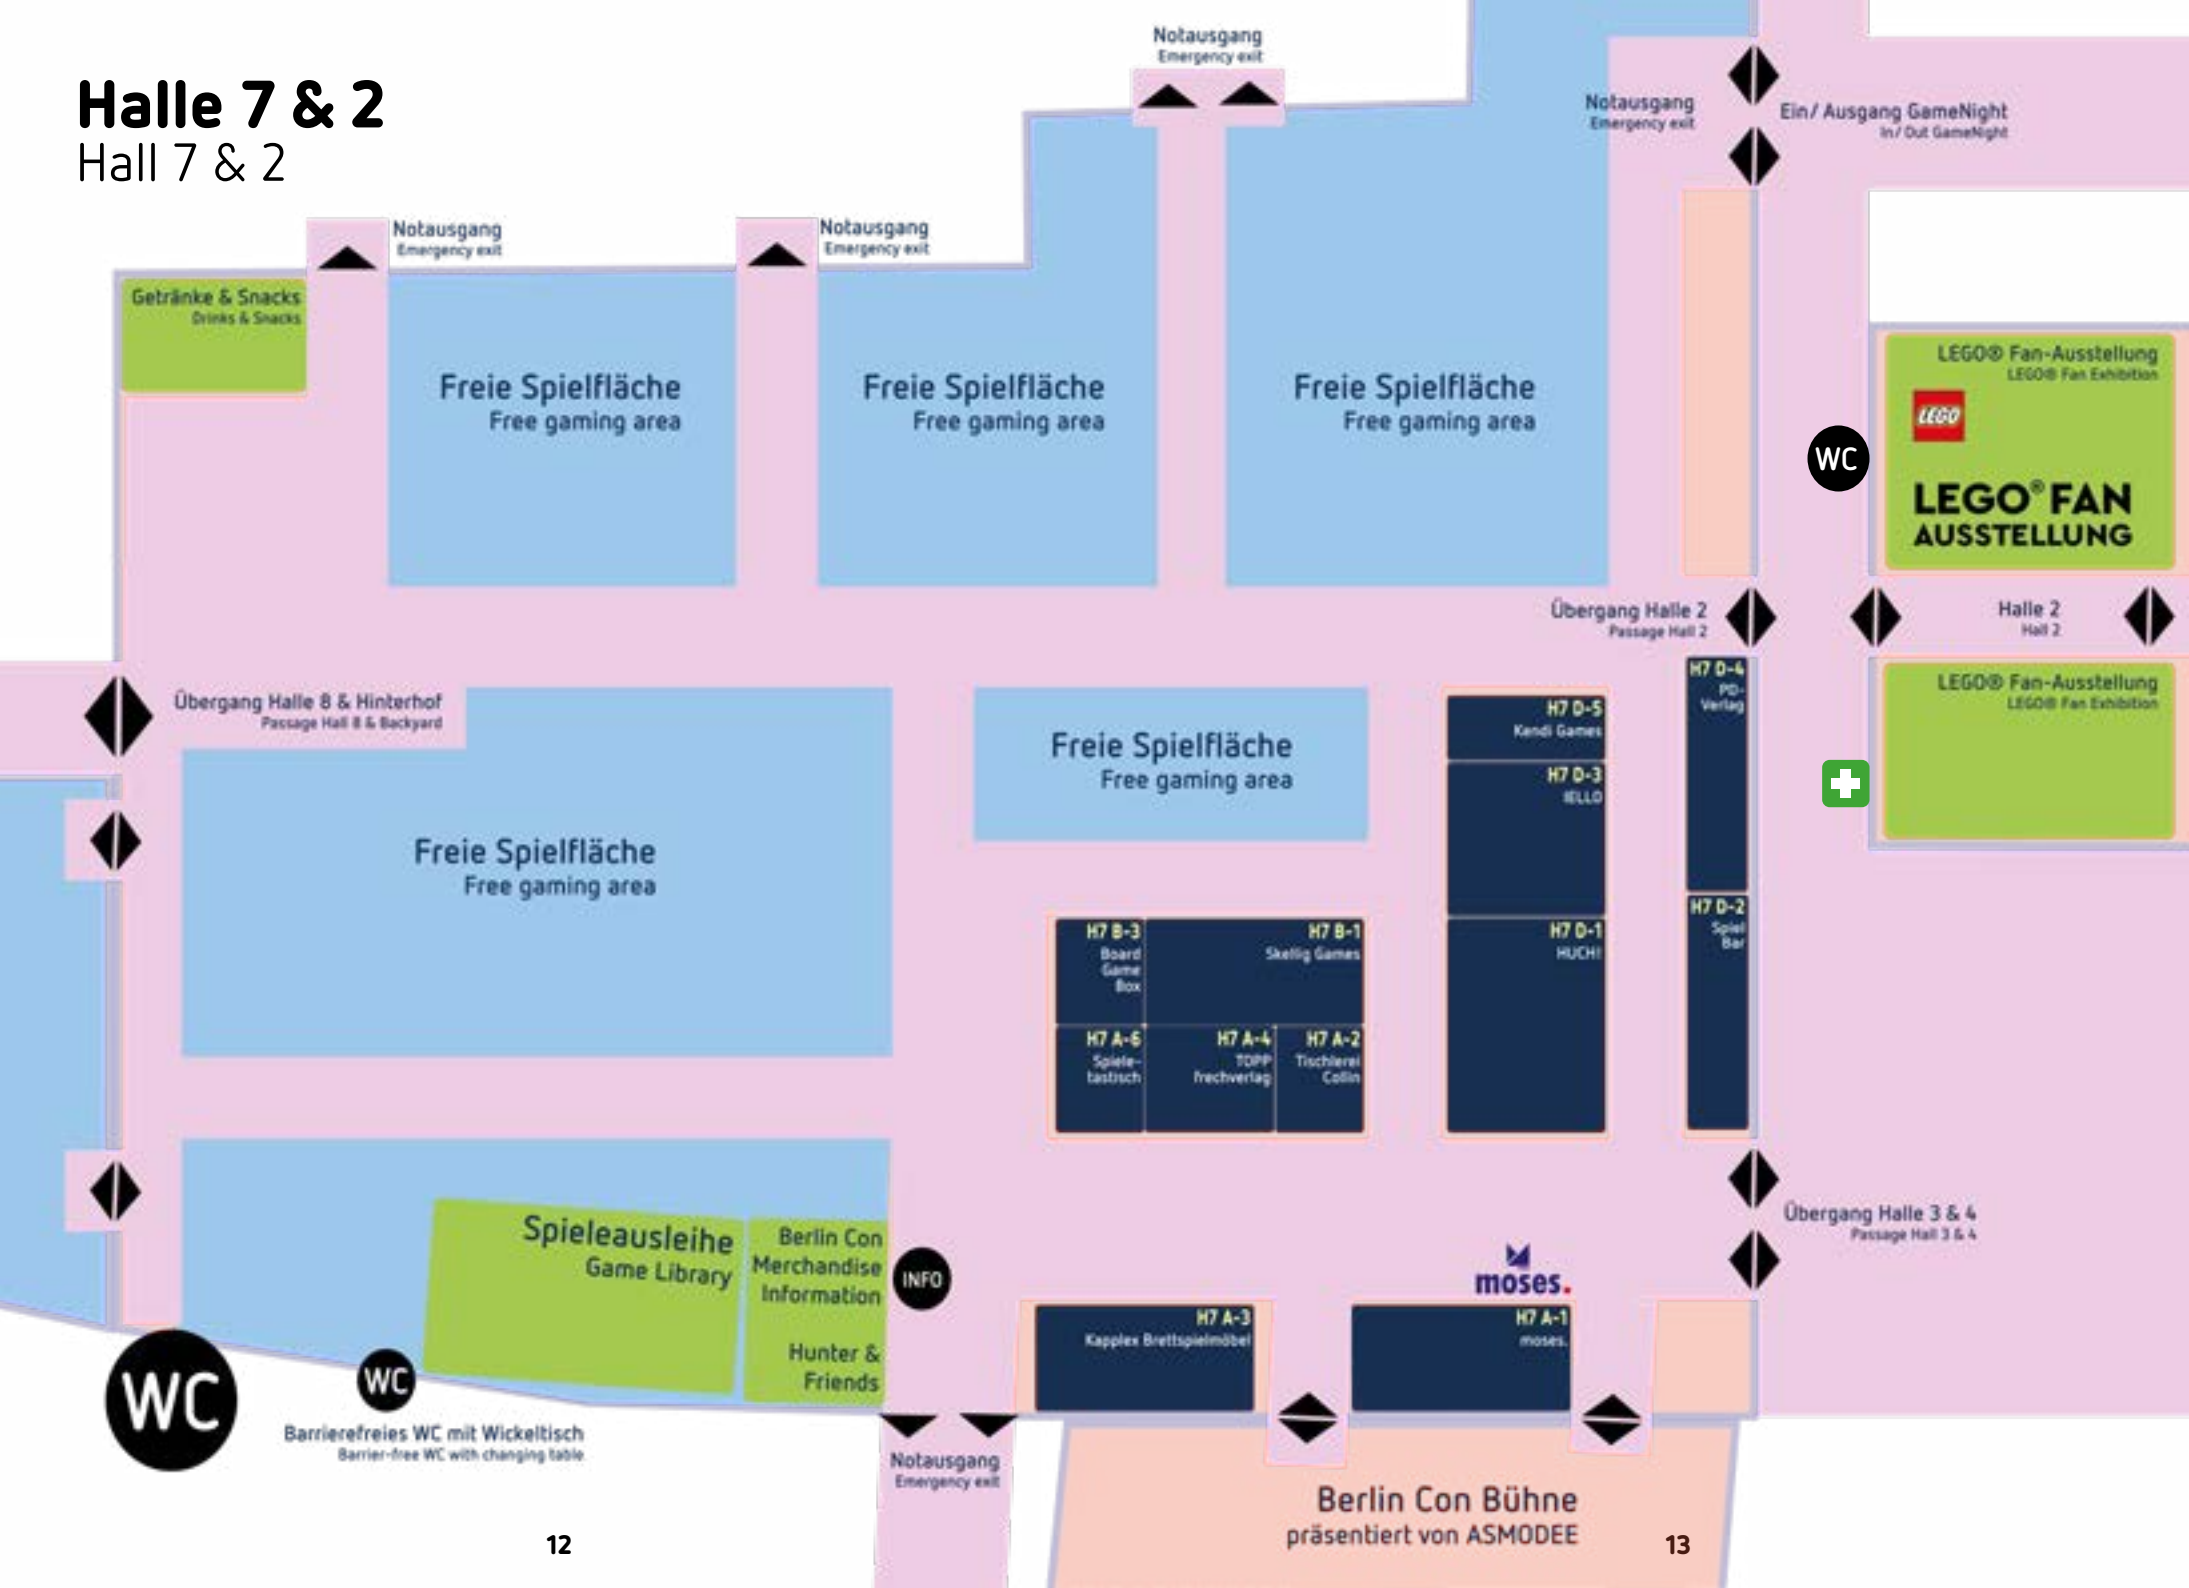 Halle 7 & 2
Hall 7 & 2
Notausgang
Emergency exit
Notausgang
Emergency exit
Ein/ Ausgang GameNight
In/ Out GameNight
Notausgang
Emergency exit
Notausgang
Emergency exit
Getränke & Snacks
Drinks & Snacks
Freie Spielfläche
Free gaming area
Freie Spielfläche
Free gaming area
Freie Spielfläche
Free gaming area
LEGO® Fan-Ausstellung
LEGO® Fan Exhibition
LEGO
WC
LEGO® FAN
AUSSTELLUNG
Übergang Halle 2
Passage Hall 2
Halle 2
Hall 2
Übergang Halle 8 & Hinterhof
Passage Hall 8 & Backyard
Freie Spielfläche
Free gaming area
Freie Spielfläche
Free gaming area
H7 D-5
Kendi Games
H7 D-3
IELLO
H7 D-1
HUCH!
H7 D-4
PD-
Verlag
H7 D-2
Spiel
Bar
LEGO® Fan-Ausstellung
LEGO® Fan Exhibition
H7 B-3
Board
Game
Box
H7 B-1
Skellig Games
H7 A-6
Spiele-
tastisch
H7 A-4
TOPP
frechverlag
H7 A-2
Tischlerei
Collin
Übergang Halle 3 & 4
Passage Hall 3 & 4
Spieleausleihe
Game Library
Berlin Con
Merchandise
Information
Hunter &
Friends
INFO
moses.
H7 A-3
Kapplex Brettspielmöbel
H7 A-1
moses.
WC
WC
Barrierefreies WC mit Wickeltisch
Barrier-free WC with changing table
Notausgang
Emergency exit
Berlin Con Bühne
präsentiert von ASMODEE
12
13